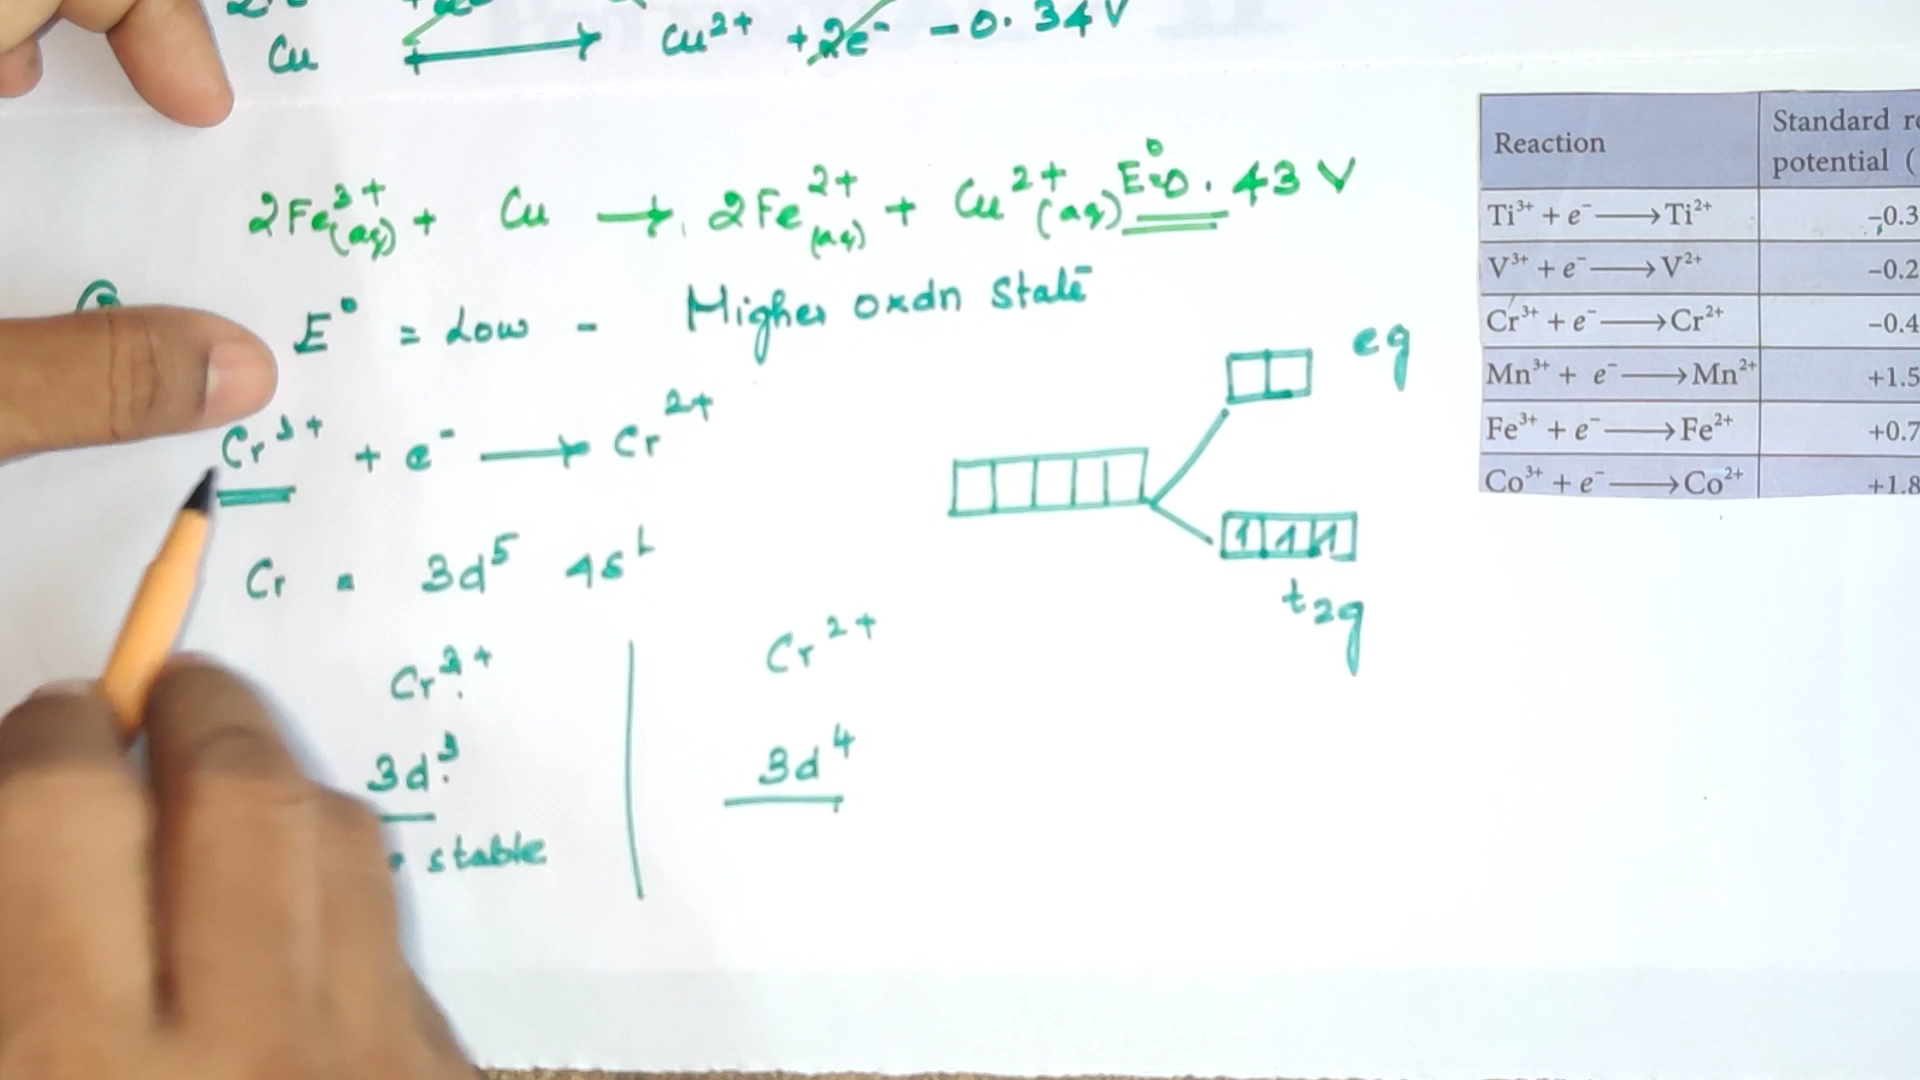 Cu ⟷ Cu²⁺ + 2e⁻ -0.34V
2Fe³⁺(aq) + Cu → 2Fe²⁺(aq) + Cu²⁺(aq) E°=0.43 V
E° = Low - Higher oxdn state
Cr³⁺ + e⁻ → Cr²⁺
Cr = 3d⁵ 4s¹
Cr³⁺
3d³
stable
Cr²⁺
3d⁴
eg
1 1 1
t₂g
Reaction Standard
potential (
Ti³⁺ + e⁻ ⟶ Ti²⁺ -0.3
V³⁺ + e⁻ ⟶ V²⁺ -0.2
Cr³⁺ + e⁻ ⟶ Cr²⁺ -0.4
Mn³⁺ + e⁻ ⟶ Mn²⁺ +1.5
Fe³⁺ + e⁻ ⟶ Fe²⁺ +0.7
Co³⁺ + e⁻ ⟶ Co²⁺ +1.8